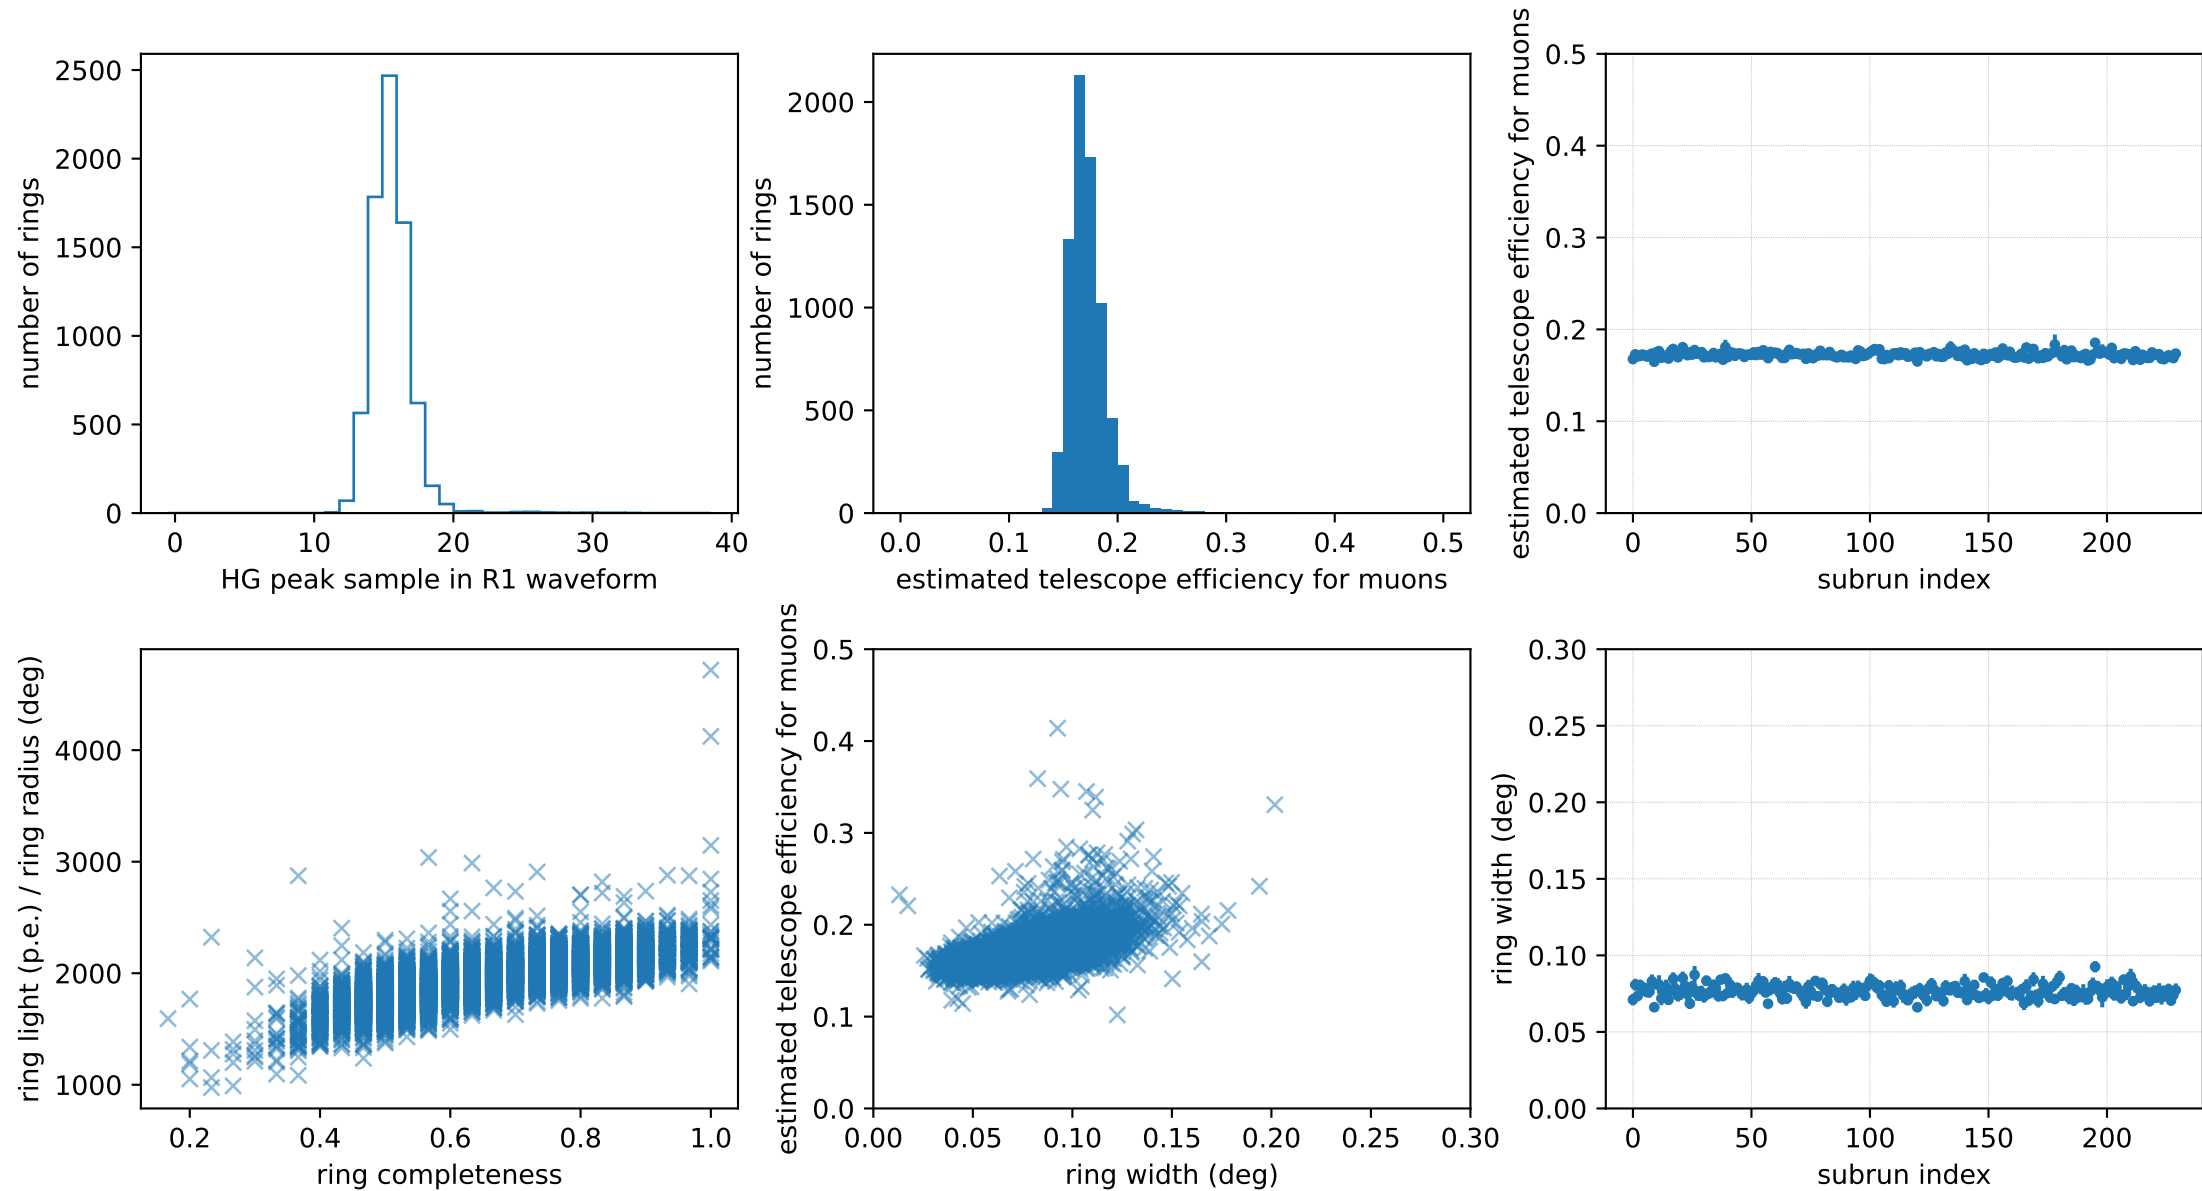 number of rings
2500
2000
1500
1000
500
0
0 10 20 30 40
HG peak sample in R1 waveform
number of rings
2000
1500
1000
500
0
0.0 0.1 0.2 0.3 0.4 0.5
estimated telescope efficiency for muons
estimated telescope efficiency for muons
0.5
0.4
0.3
0.2
0.1
0.0
0 50 100 150 200
subrun index
ring light (p.e.) / ring radius (deg)
4000
3000
2000
1000
0.2 0.4 0.6 0.8 1.0
ring completeness
estimated telescope efficiency for muons
0.5
0.4
0.3
0.2
0.1
0.0
0.00 0.05 0.10 0.15 0.20 0.25 0.30
ring width (deg)
ring width (deg)
0.30
0.25
0.20
0.15
0.10
0.05
0.00
0 50 100 150 200
subrun index